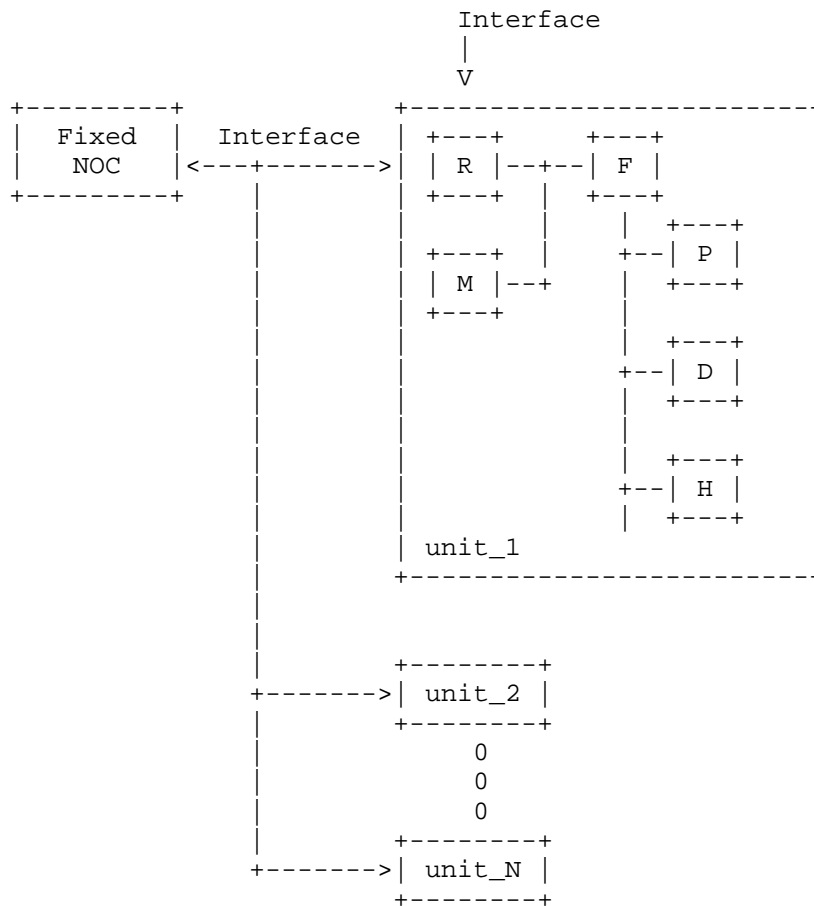 Interface
Fixed Interface
NOC R F
P
M
D
H
unit_1
unit_2
0
0
0
unit_N